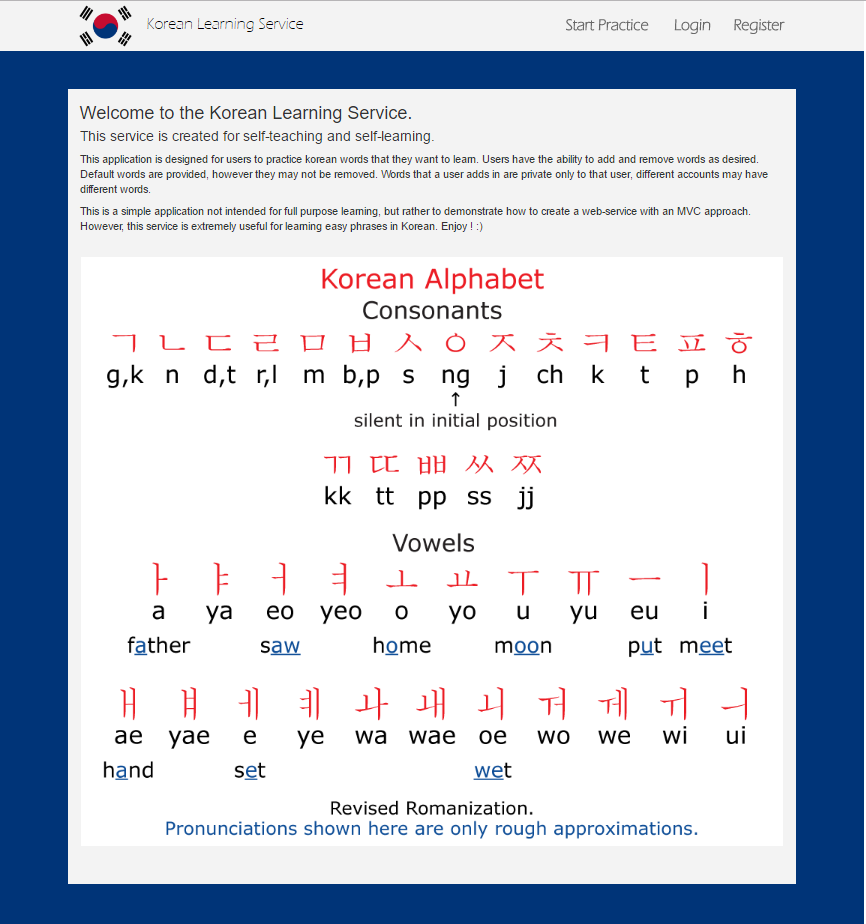 Korean Learning Service
Start Practice Login Register
Welcome to the Korean Learning Service.
This service is created for self-teaching and self-learning.
This application is designed for users to practice korean words that they want to learn. Users have the ability to add and remove words as desired.
Default words are provided, however they may not be removed. Words that a user adds in are private only to that user, different accounts may have
different words.
This is a simple application not intended for full purpose learning, but rather to demonstrate how to create a web-service with an MVC approach.
However, this service is extremely useful for learning easy phrases in Korean. Enjoy ! :)
Korean Alphabet
Consonants
ㄱ ㄴ ㄷ ㄹ ㅁ ㅂ ㅅ ㅇ ㅈ ㅊ ㅋ ㅌ ㅍ ㅎ
g,k n d,t r,l m b,p s ng j ch k t p h
↑
silent in initial position
ㄲ ㄸ ㅃ ㅆ ㅉ
kk tt pp ss jj
Vowels
ㅏ ㅑ ㅓ ㅕ ㅗ ㅛ ㅜ ㅠ ㅡ ㅣ
a ya eo yeo o yo u yu eu i
father saw home moon put meet
ㅐ ㅒ ㅔ ㅖ ㅘ ㅙ ㅚ ㅝ ㅞ ㅟ ㅢ
ae yae e ye wa wae oe wo we wi ui
hand set wet
Revised Romanization.
Pronunciations shown here are only rough approximations.